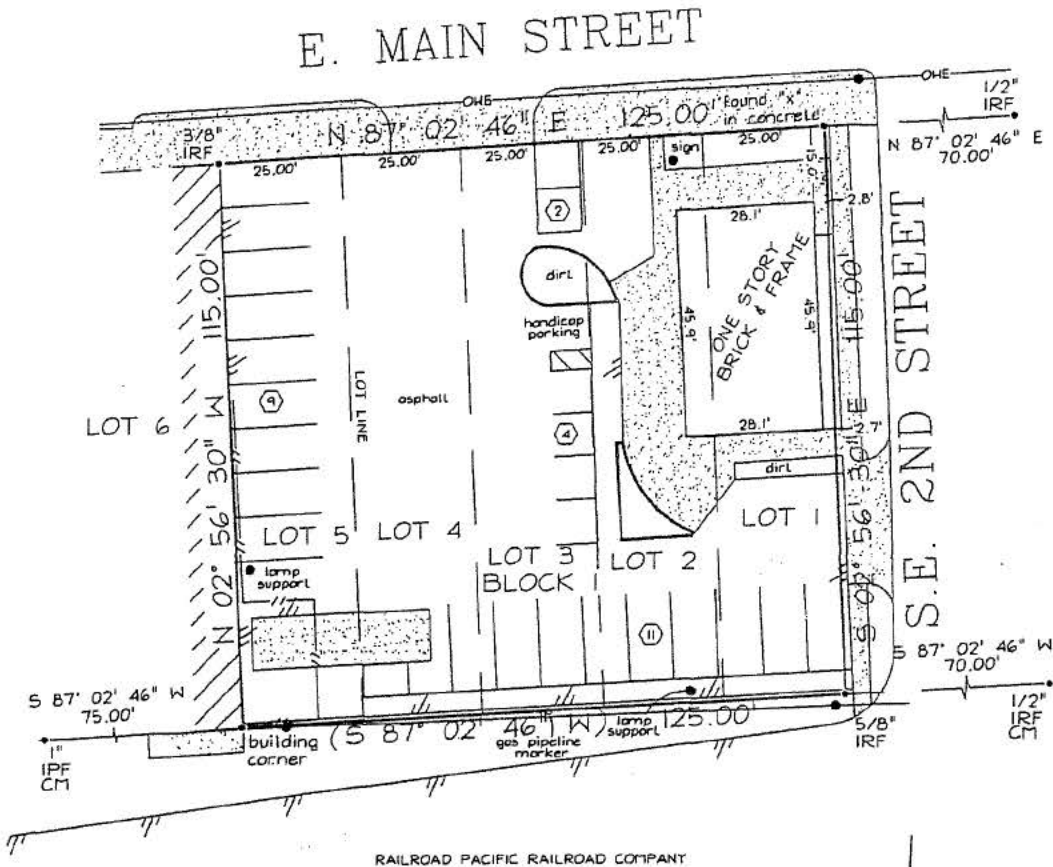 E. MAIN STREET
OHE
OHE
1/2"
IRF
3/8"
IRF
N 87° 02' 46" E 125.00'
Found "x"
in concrete
N 87° 02' 46" E
70.00'
25.00'
25.00'
25.00'
25.00'
25.00'
sign
15.0'
2
2.8'
28.1'
dirt
handicap
parking
ONE STORY
BRICK & FRAME
45.9'
45.9'
N 02° 56' 30" W 115.00'
S 02° 56' 30" E 115.00'
S.E. 2ND STREET
LOT 6
9
LOT LINE
asphalt
4
28.1'
2.7'
dirt
LOT 5
LOT 4
LOT 3
BLOCK
LOT 2
LOT 1
lamp
support
11
S 87° 02' 46" W
70.00'
S 87° 02' 46" W
75.00'
(S 87° 02' 46" W) 125.00'
building
corner
gas pipeline
marker
lamp
support
5/8"
IRF
1/2"
IRF
CM
1"
IPF
CM
RAILROAD PACIFIC RAILROAD COMPANY